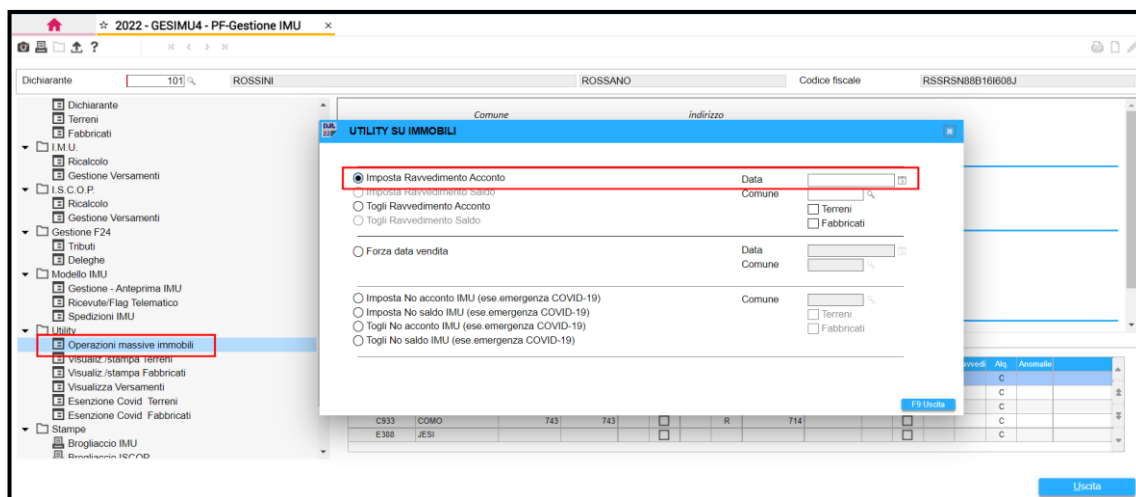 ☆ 2022 - GESIMU4 - PF-Gestione IMU ×
?
Dichiarante 101 ROSSINI ROSSANO Codice fiscale RSSRSN88B16I608J
Dichiarante
Terreni
Fabbricati
I.M.U.
Ricalcolo
Gestione Versamenti
I.S.C.O.P.
Ricalcolo
Gestione Versamenti
Gestione F24
Tributi
Deleghe
Modello IMU
Gestione - Anteprima IMU
Ricevute/Flag Telematico
Spedizioni IMU
Utility
Operazioni massive immobili
Visualiz./stampa Terreni
Visualiz./stampa Fabbricati
Visualizza Versamenti
Esenzione Covid Terreni
Esenzione Covid Fabbricati
Stampe
Brogliaccio IMU
Brogliaccio ISCOP
Comune indirizzo
UTILITY SU IMMOBILI
Imposta Ravvedimento Acconto Data
Imposta Ravvedimento Saldo Comune
Togli Ravvedimento Acconto Terreni
Togli Ravvedimento Saldo Fabbricati
Forza data vendita Data
Comune
Imposta No acconto IMU (ese.emergenza COVID-19) Comune
Imposta No saldo IMU (ese.emergenza COVID-19) Terreni
Togli No acconto IMU (ese.emergenza COVID-19) Fabbricati
Togli No saldo IMU (ese.emergenza COVID-19)
F9 Uscita
Alq. Anomalie
C
C
C
C933 COMO 743 743 R 714 C
E388 JESI C
Uscita